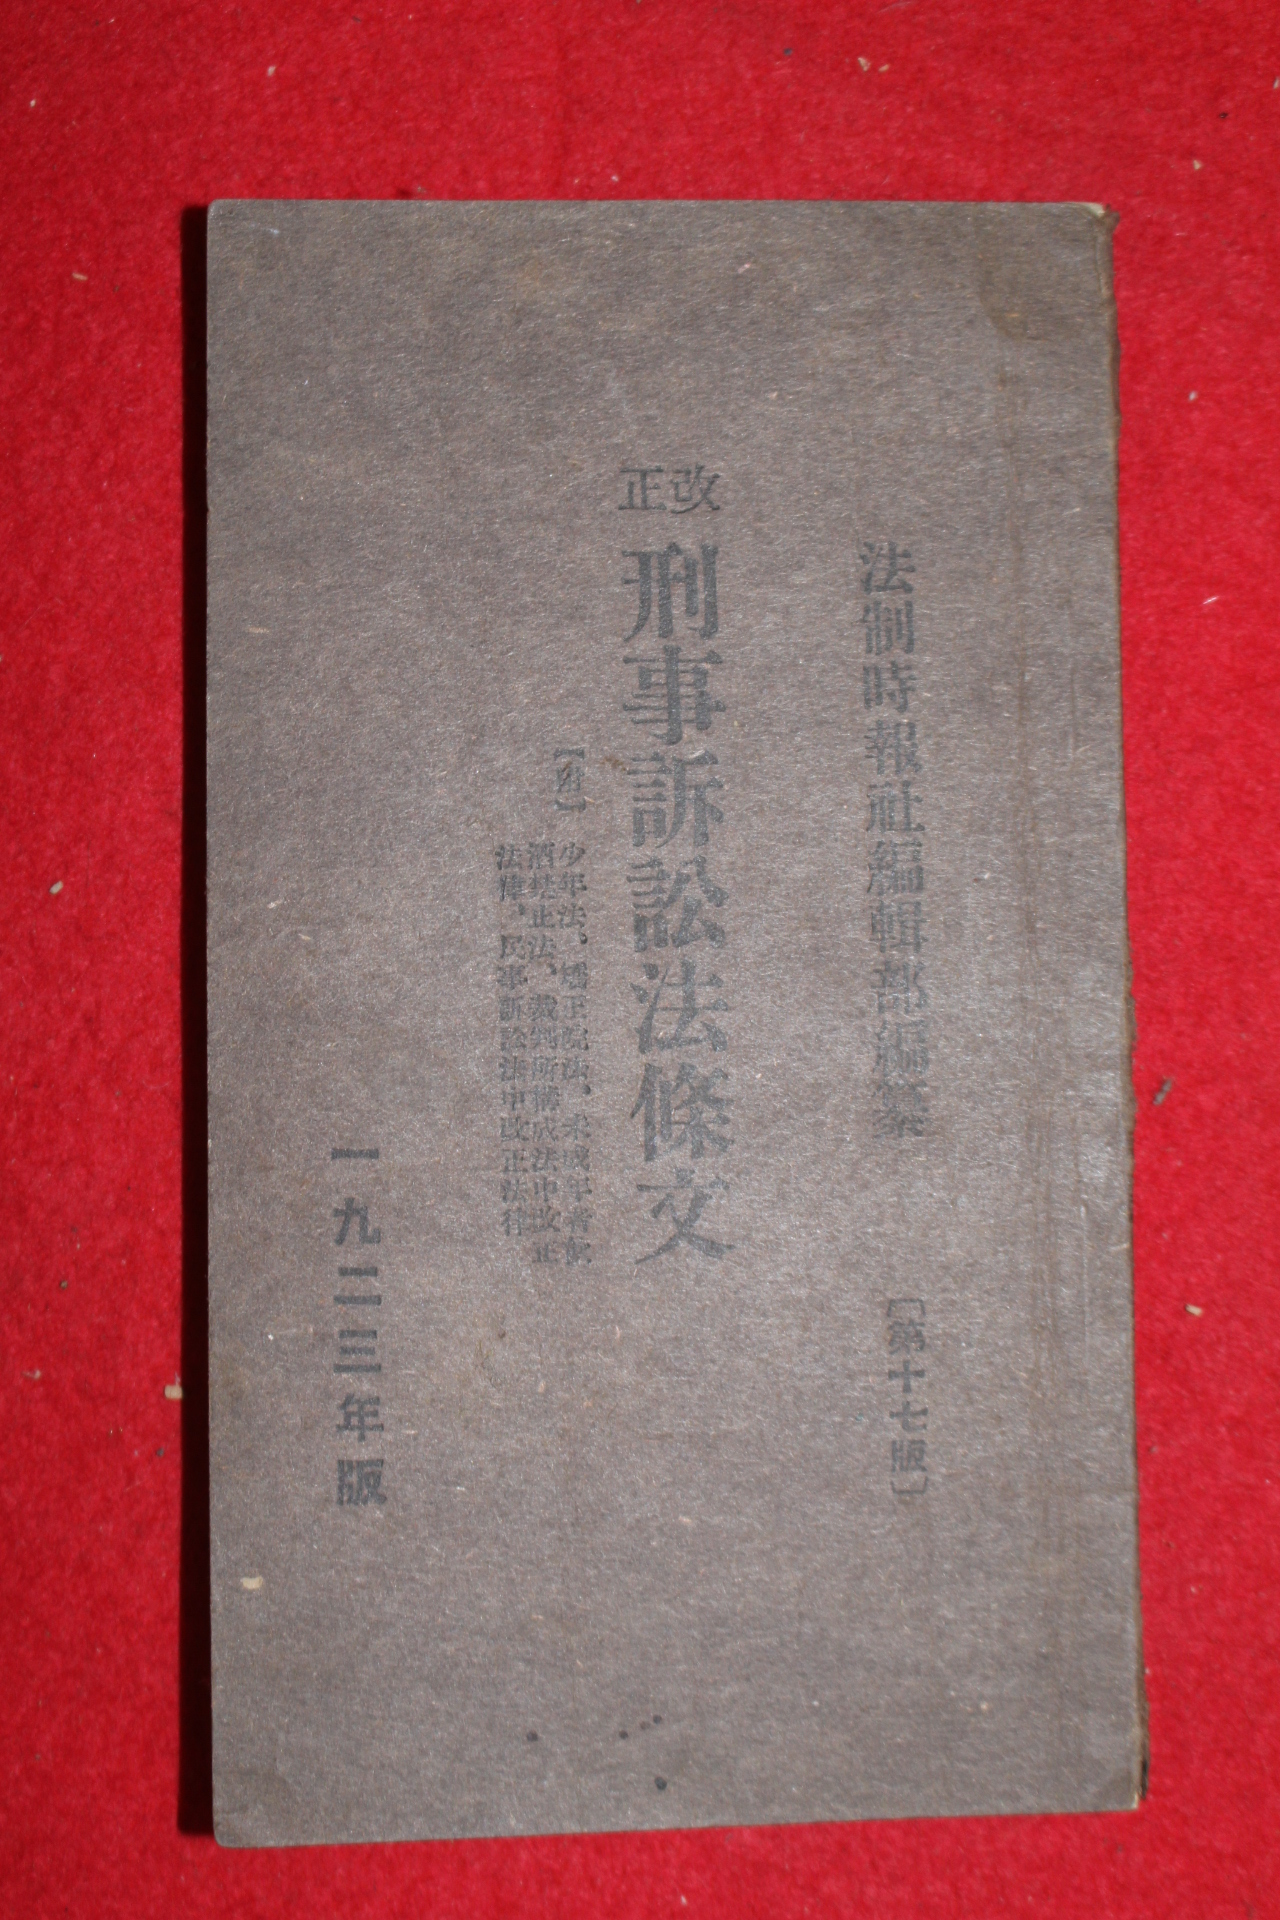 法制時報社編輯部編纂
〔第十七版〕
改正
刑事訴訟法條文
【附】
少年法、矯正院法、未成年者飲
酒禁止法、裁判所構成法中改正
法律、民事訴訟法中改正法律
一九二三年版